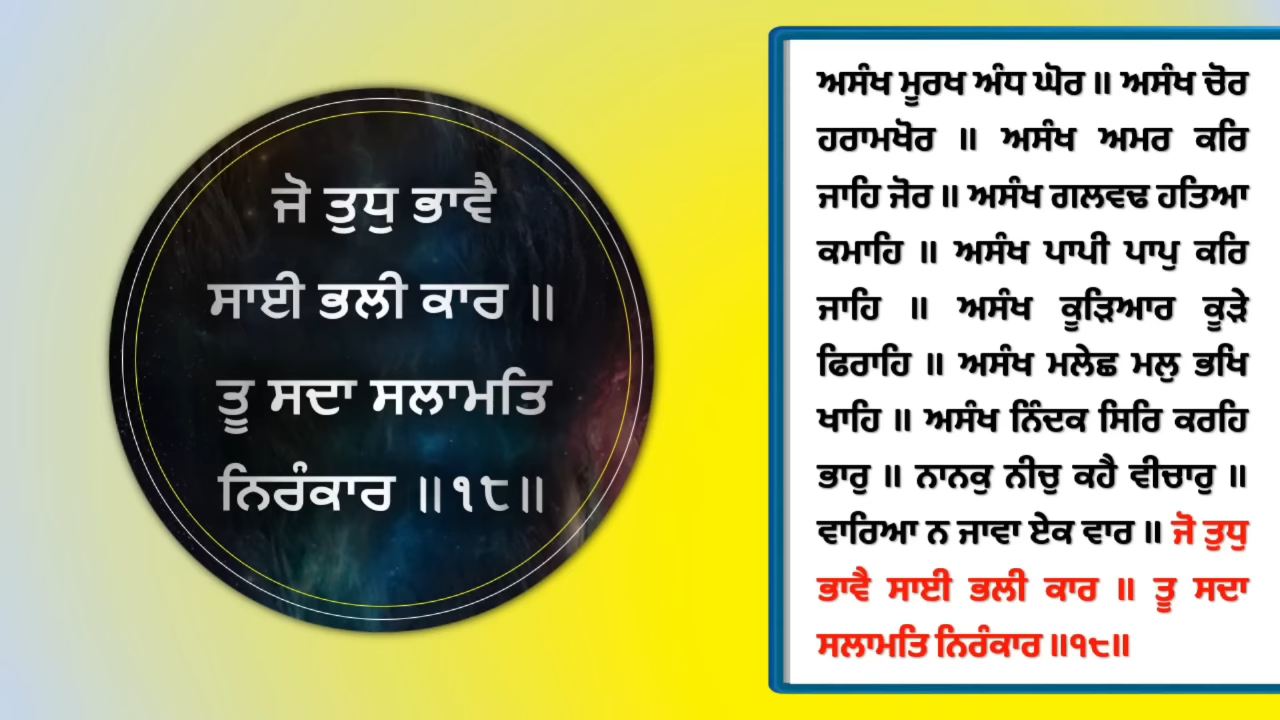 ਜੋ ਤੁਧੁ ਭਾਵੈ
ਸਾਈ ਭਲੀ ਕਾਰ ॥
ਤੂ ਸਦਾ ਸਲਾਮਤਿ
ਨਿਰੰਕਾਰ ॥੧੮॥
ਅਸੰਖ ਮੂਰਖ ਅੰਧ ਘੋਰ ॥ ਅਸੰਖ ਚੋਰ
ਹਰਾਮਖੋਰ ॥ ਅਸੰਖ ਅਮਰ ਕਰਿ
ਜਾਹਿ ਜੋਰ ॥ ਅਸੰਖ ਗਲਵਢ ਹਤਿਆ
ਕਮਾਹਿ ॥ ਅਸੰਖ ਪਾਪੀ ਪਾਪੁ ਕਰਿ
ਜਾਹਿ ॥ ਅਸੰਖ ਕੂੜਿਆਰ ਕੂੜੇ
ਫਿਰਾਹਿ ॥ ਅਸੰਖ ਮਲੇਛ ਮਲੁ ਭਖਿ
ਖਾਹਿ ॥ ਅਸੰਖ ਨਿੰਦਕ ਸਿਰਿ ਕਰਹਿ
ਭਾਰੁ ॥ ਨਾਨਕੁ ਨੀਚੁ ਕਹੈ ਵੀਚਾਰੁ ॥
ਵਾਰਿਆ ਨ ਜਾਵਾ ਏਕ ਵਾਰ ॥ ਜੋ ਤੁਧੁ
ਭਾਵੈ ਸਾਈ ਭਲੀ ਕਾਰ ॥ ਤੂ ਸਦਾ
ਸਲਾਮਤਿ ਨਿਰੰਕਾਰ ॥੧੮॥